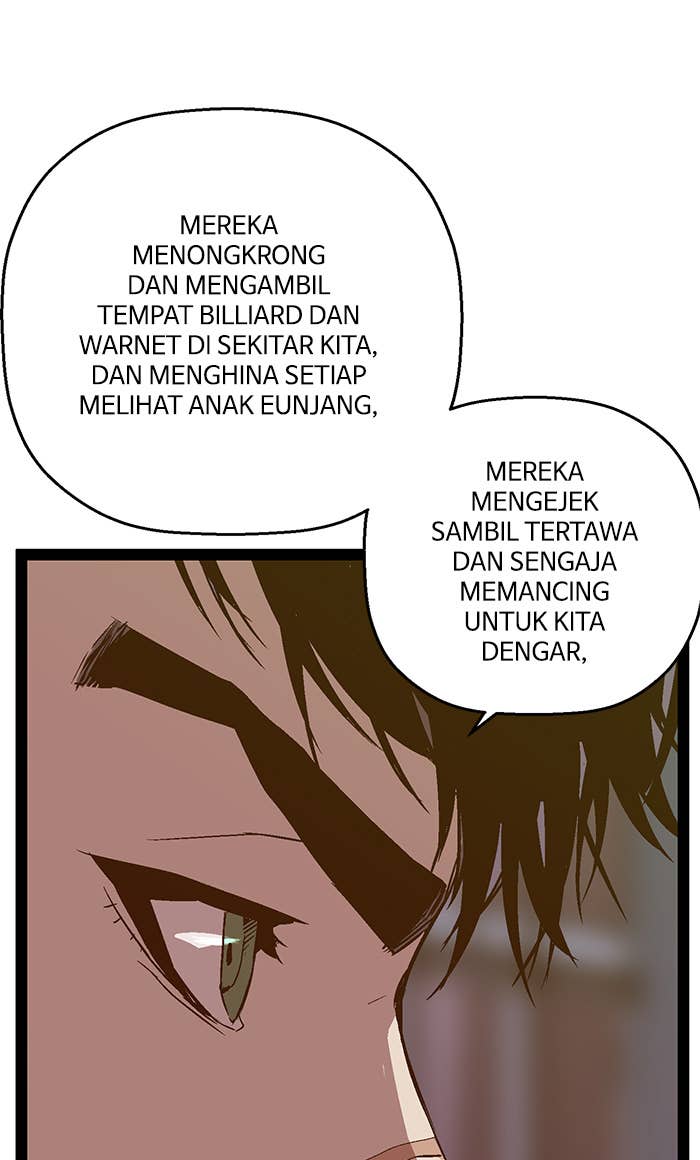 MEREKA
MENONGKRONG
DAN MENGAMBIL
TEMPAT BILLIARD DAN
WARNET DI SEKITAR KITA,
DAN MENGHINA SETIAP
MELIHAT ANAK EUNJANG,
MEREKA
MENGEJEK
SAMBIL TERTAWA
DAN SENGAJA
MEMANCING
UNTUK KITA
DENGAR,